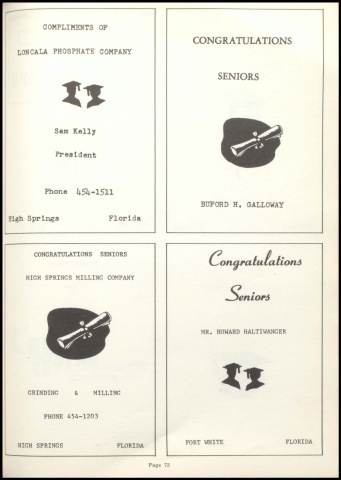 COMPLIMENTS OF
LONCALA PHOSPHATE COMPANY
Sam Kelly
President
Phone 454-1511
High Springs Florida
CONGRATULATIONS
SENIORS
BUFORD H. GALLOWAY
CONGRATULATIONS SENIORS
HIGH SPRINGS MILLING COMPANY
GRINDING & MILLING
PHONE 454-1203
HIGH SPRINGS FLORIDA
Congratulations
Seniors
MR. HOWARD HALTIWANGER
FORT WHITE FLORIDA
Page 73